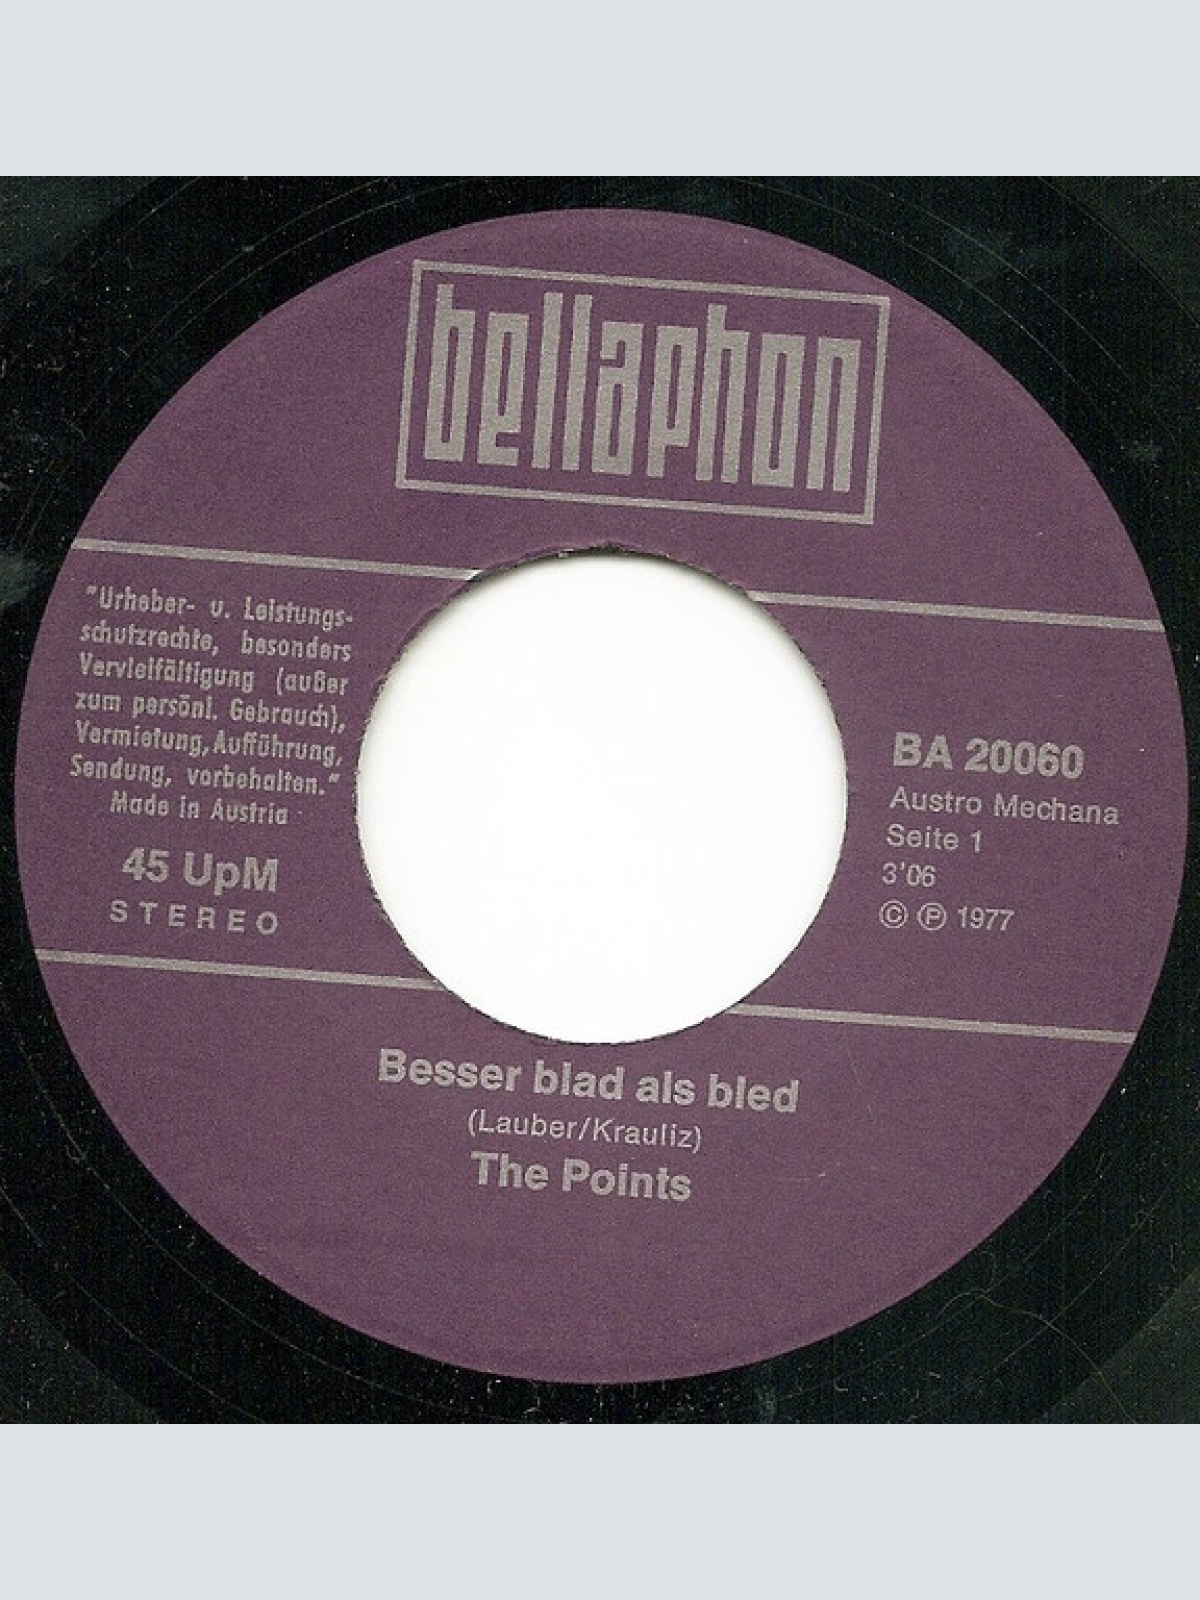 bellaphon
"Urheber- u. Leistungs-
schutzrechte, besonders
Vervielfältigung (außer
zum persönl. Gebrauch),
Vermietung, Aufführung,
Sendung, vorbehalten."
Made in Austria
45 UpM
STEREO
BA 20060
Austro Mechana
Seite 1
3'06
© ℗ 1977
Besser blad als bled
(Lauber/Krauliz)
The Points